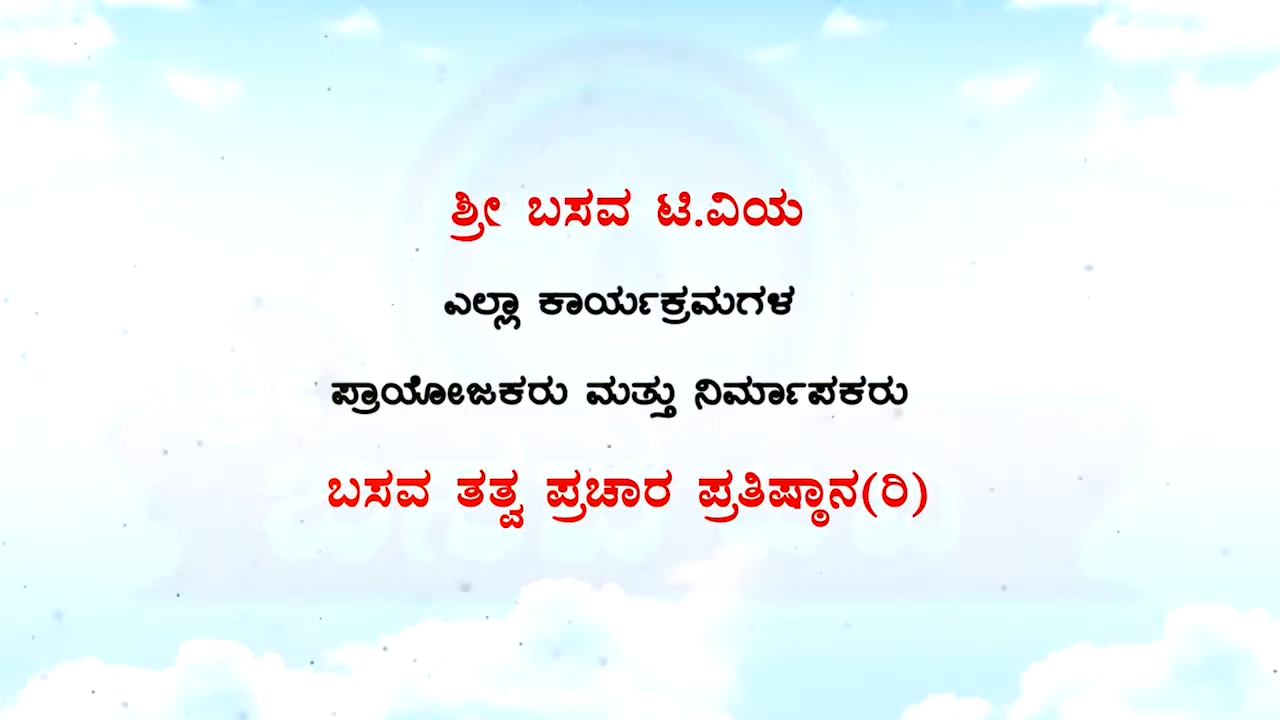 ಶ್ರೀ ಬಸವ ಟಿ.ವಿಯ
ಎಲ್ಲಾ ಕಾರ್ಯಕ್ರಮಗಳ
ಪ್ರಾಯೋಜಕರು ಮತ್ತು ನಿರ್ಮಾಪಕರು
ಬಸವ ತತ್ವ ಪ್ರಚಾರ ಪ್ರತಿಷ್ಠಾನ(ರಿ)